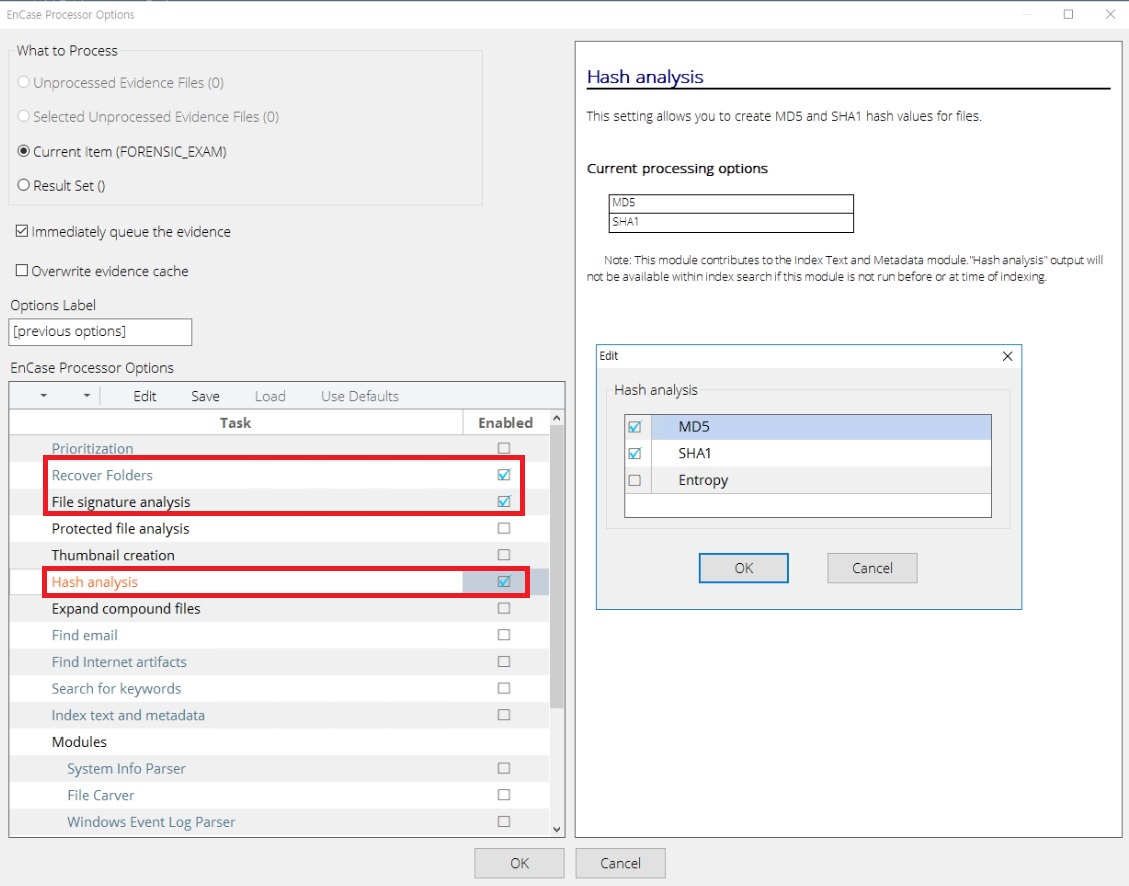 EnCase Processor Options
What to Process
Unprocessed Evidence Files (0)
Selected Unprocessed Evidence Files (0)
Current Item (FORENSIC_EXAM)
Result Set ()
Immediately queue the evidence
Overwrite evidence cache
Options Label
[previous options]
EnCase Processor Options
Edit Save Load Use Defaults
Task Enabled
Prioritization
Recover Folders
File signature analysis
Protected file analysis
Thumbnail creation
Hash analysis
Expand compound files
Find email
Find Internet artifacts
Search for keywords
Index text and metadata
Modules
System Info Parser
File Carver
Windows Event Log Parser
Hash analysis
This setting allows you to create MD5 and SHA1 hash values for files.
Current processing options
MD5
SHA1
Note: This module contributes to the Index Text and Metadata module."Hash analysis" output will
not be available within index search if this module is not run before or at time of indexing.
Edit
Hash analysis
MD5
SHA1
Entropy
OK Cancel
OK Cancel